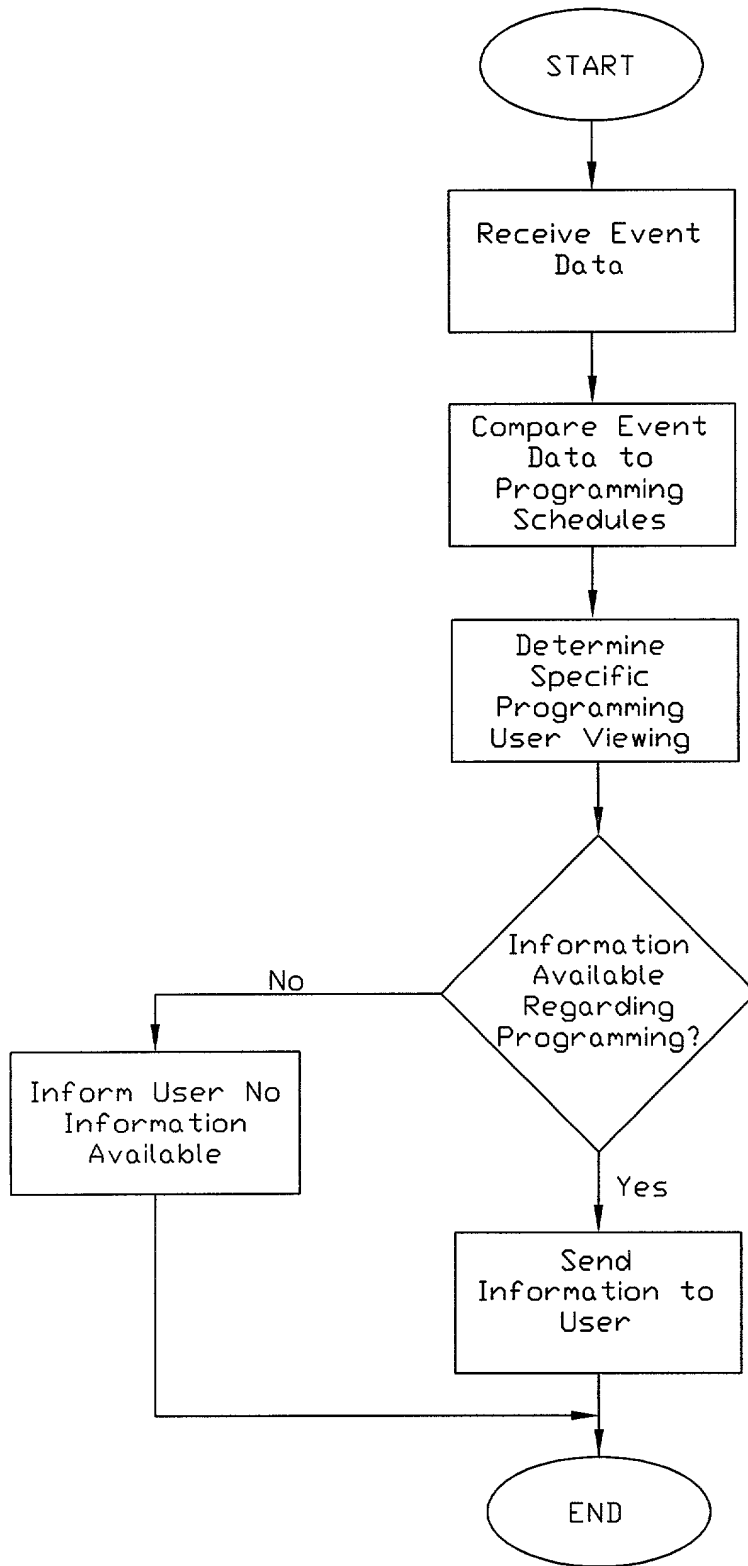 START
Receive Event
Data
Compare Event
Data to
Programming
Schedules
Determine
Specific
Programming
User Viewing
Information
Available
Regarding
Programming?
No
Inform User No
Information
Available
Yes
Send
Information to
User
END